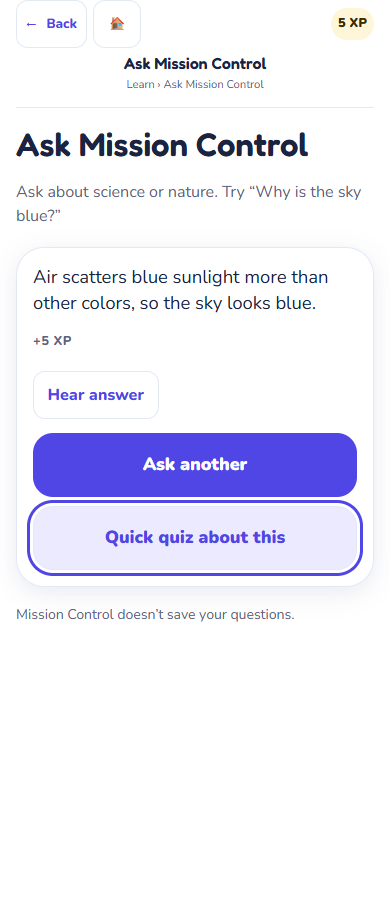 ← Back
5 XP
Ask Mission Control
Learn › Ask Mission Control
Ask Mission Control
Ask about science or nature. Try “Why is the sky
blue?”
Air scatters blue sunlight more than
other colors, so the sky looks blue.
+5 XP
Hear answer
Ask another
Quick quiz about this
Mission Control doesn’t save your questions.